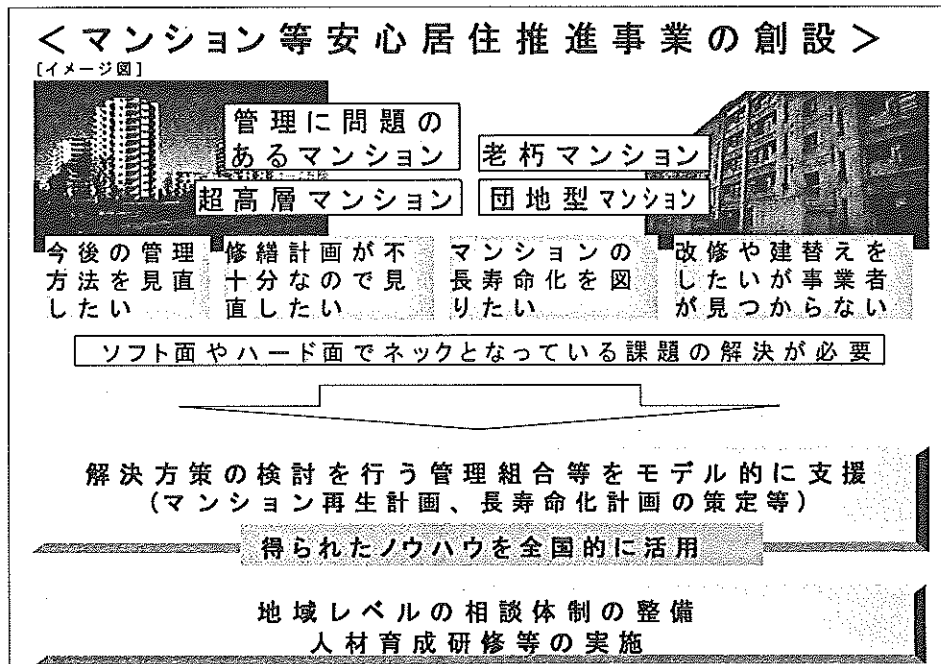 ＜マンション等安心居住推進事業の創設＞
［イメージ図］
管理に問題の
あるマンション
老朽マンション
超高層マンション
団地型マンション
今後の管理
方法を見直
したい
修繕計画が不
十分なので見
直したい
マンションの
長寿命化を図
りたい
改修や建替えを
したいが事業者
が見つからない
ソフト面やハード面でネックとなっている課題の解決が必要
解決方策の検討を行う管理組合等をモデル的に支援
（マンション再生計画、長寿命化計画の策定等）
得られたノウハウを全国的に活用
地域レベルの相談体制の整備
人材育成研修等の実施